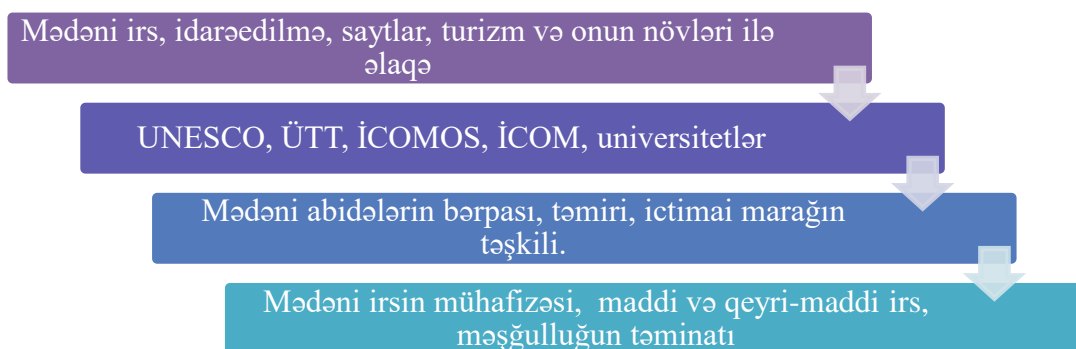 Mədəni irs, idarəedilmə, saytlar, turizm və onun növləri ilə
əlaqə
UNESCO, ÜTT, İCOMOS, İCOM, universitetlər
Mədəni abidələrin bərpası, təmiri, ictimai marağın
təşkili.
Mədəni irsin mühafizəsi, maddi və qeyri-maddi irs,
məşğulluğun təminatı